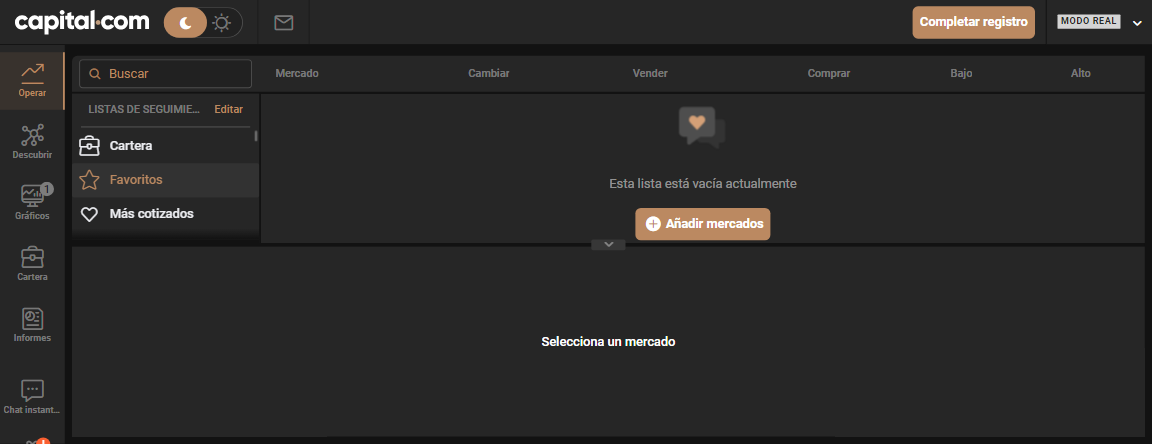 capital.com
Completar registro
MODO REAL
Operar
Descubrir
1
Gráficos
Cartera
Informes
Chat instant...
Buscar
LISTAS DE SEGUIMIE...
Editar
Cartera
Favoritos
Más cotizados
Mercado
Cambiar
Vender
Comprar
Bajo
Alto
Esta lista está vacía actualmente
Añadir mercados
Selecciona un mercado